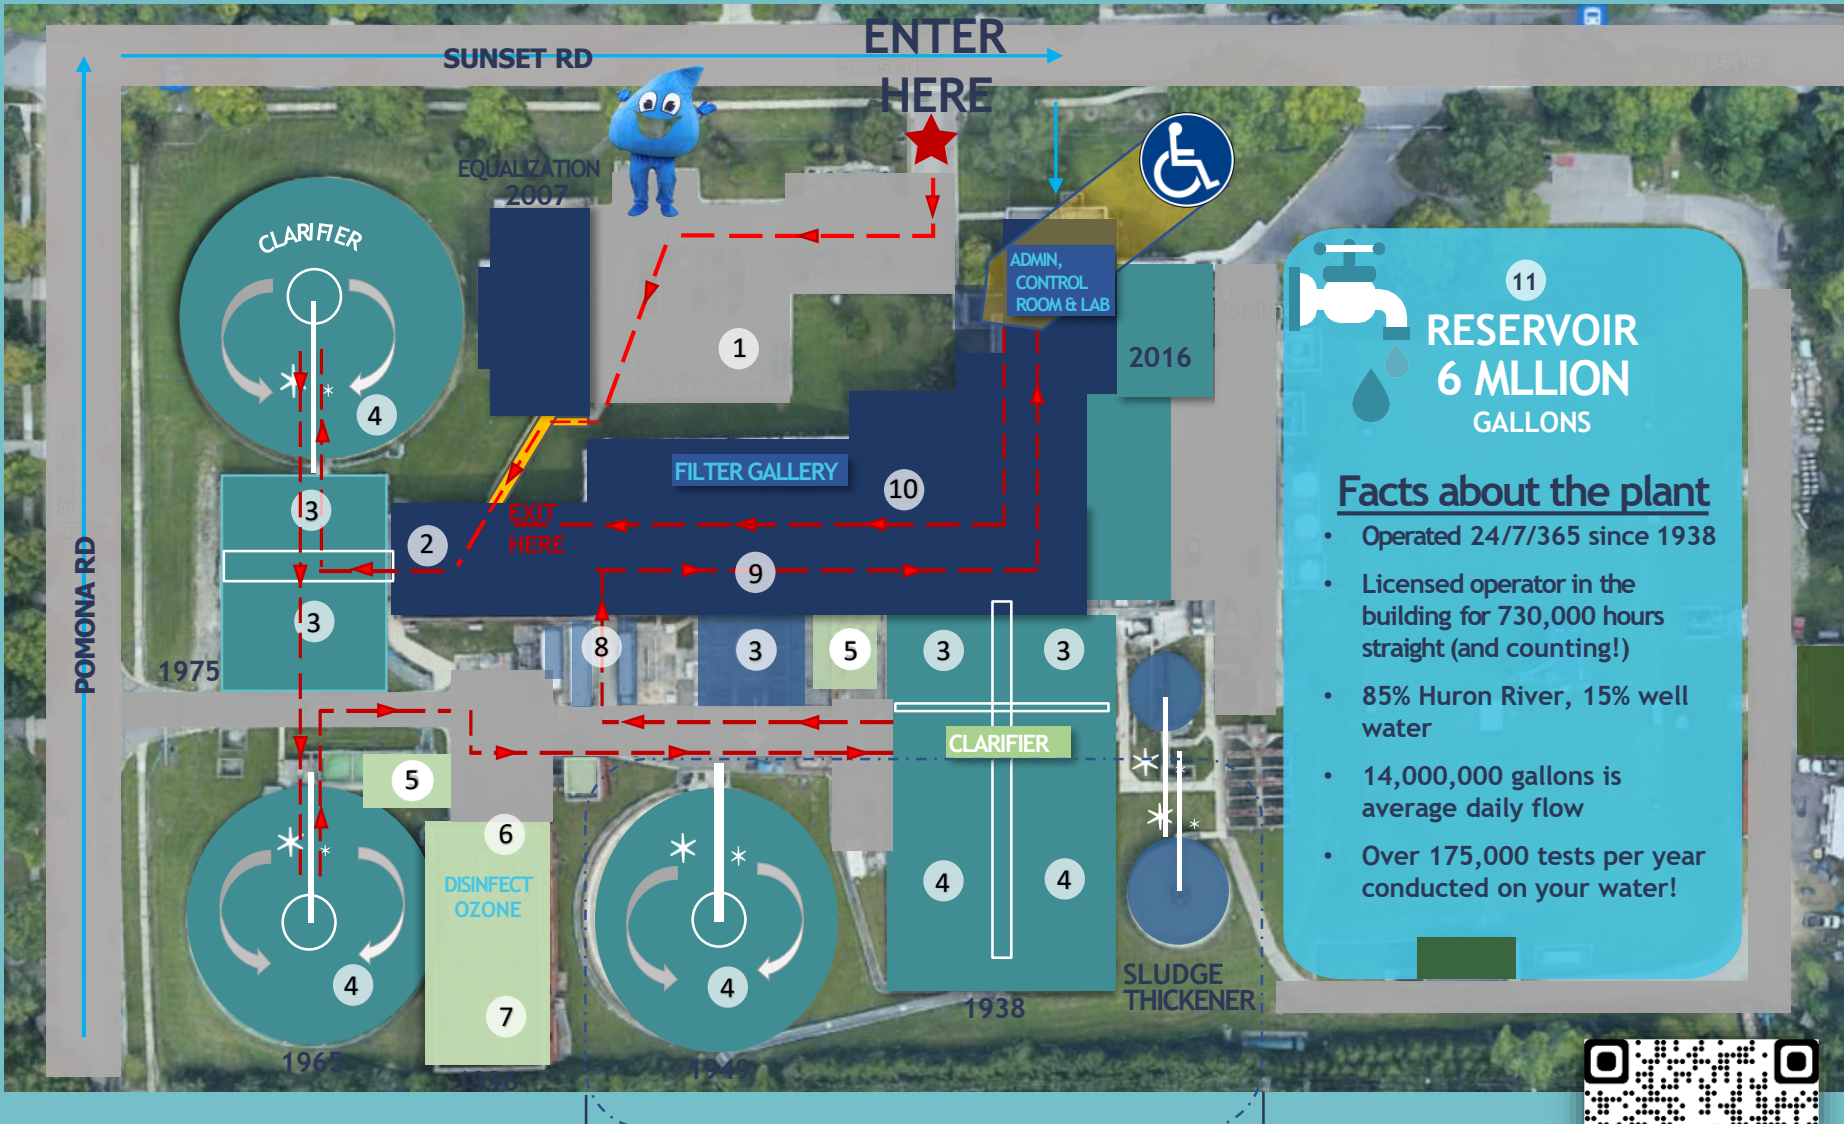 ENTER
HERE
SUNSET RD
POMONA RD
EQUALIZATION
2007
CLARIFIER
ADMIN,
CONTROL
ROOM & LAB
2016
1
4
3
2
3
FILTER GALLERY
10
EXIT
HERE
9
8
3
5
3
3
1975
CLARIFIER
5
6
DISINFECT
OZONE
7
4
4
4
4
1965
1996
1949
1938
SLUDGE
THICKENER
11
RESERVOIR
6 MLLION
GALLONS
Facts about the plant
• Operated 24/7/365 since 1938
• Licensed operator in the
building for 730,000 hours
straight (and counting!)
• 85% Huron River, 15% well
water
• 14,000,000 gallons is
average daily flow
• Over 175,000 tests per year
conducted on your water!